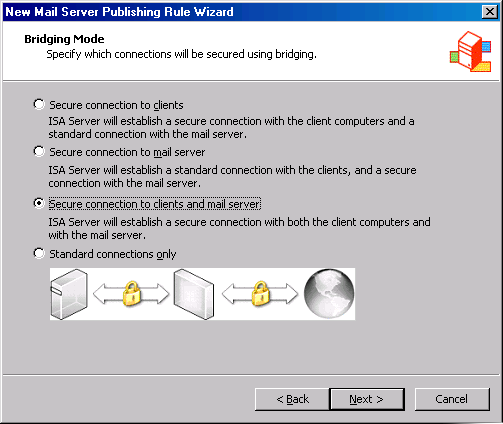 New Mail Server Publishing Rule Wizard
Bridging Mode
Specify which connections will be secured using bridging.
Secure connection to clients
ISA Server will establish a secure connection with the client computers and a
standard connection with the mail server.
Secure connection to mail server
ISA Server will establish a standard connection with the clients, and a secure
connection with the mail server.
Secure connection to clients and mail server
ISA Server will establish a secure connection with both the client computers and
with the mail server.
Standard connections only
< Back
Next >
Cancel